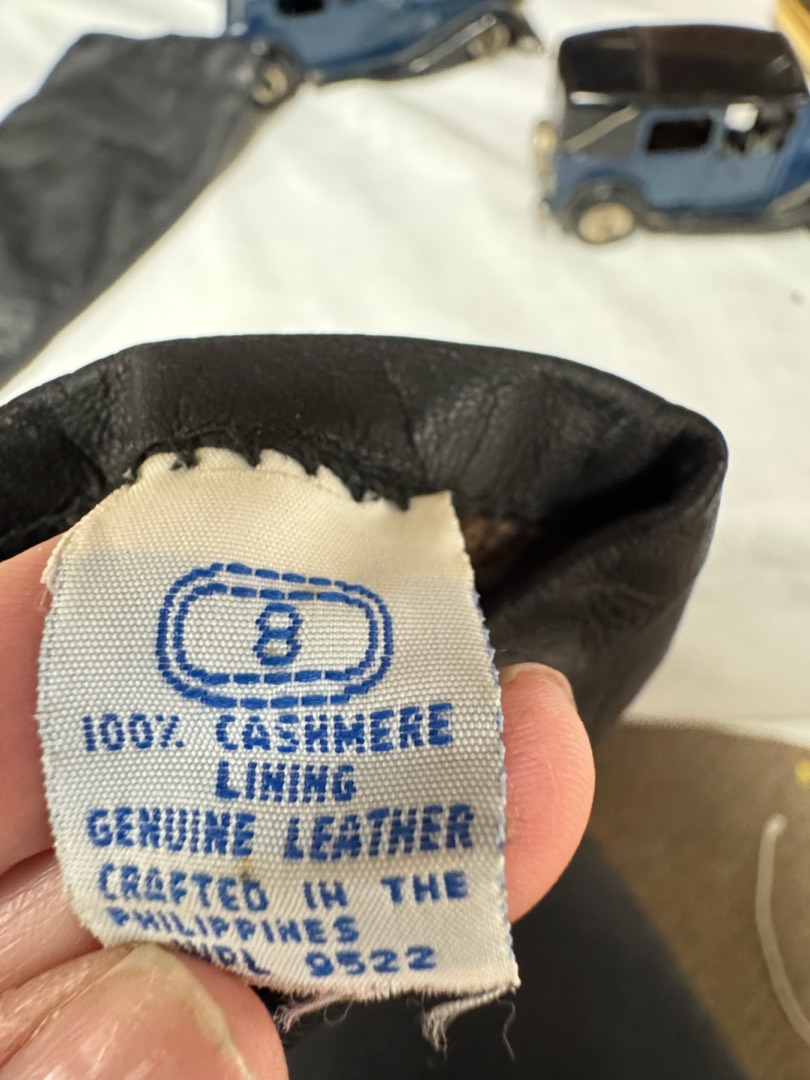 8
100% CASHMERE
LINING
GENUINE LEATHER
CRAFTED IN THE
PHILIPPINES
9522